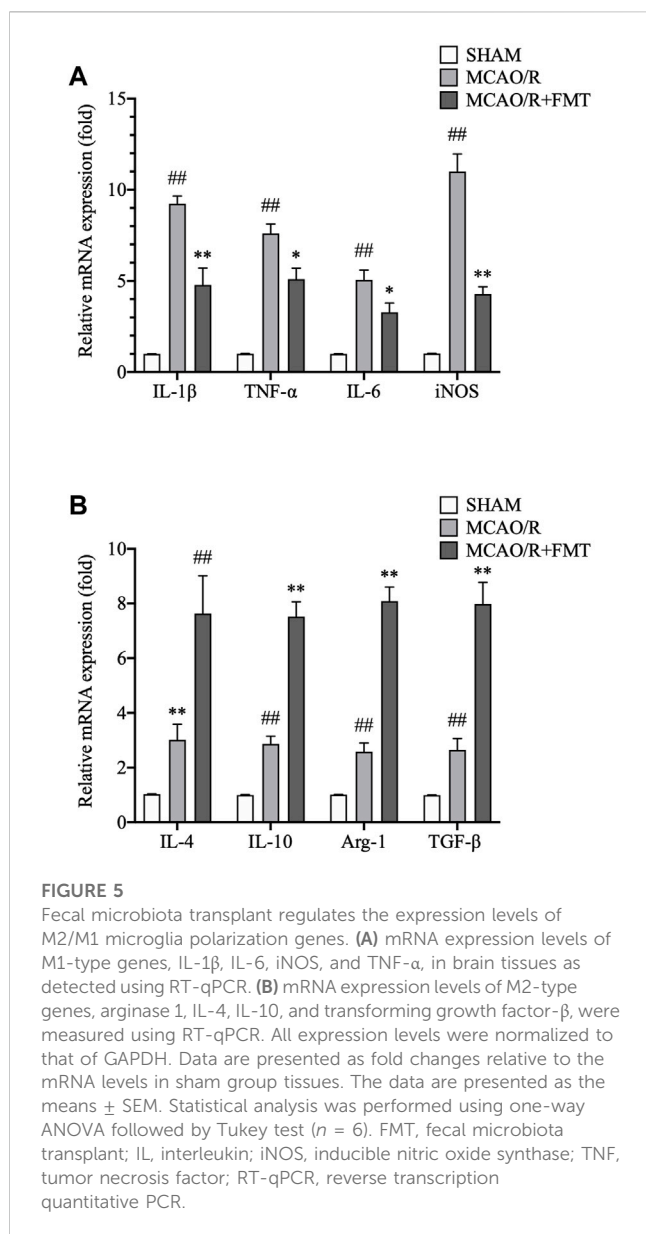 A
SHAM
MCAO/R
MCAO/R+FMT
Relative mRNA expression (fold)
15
10
5
0
##
**
##
*
##
*
##
**
IL-1β
TNF-α
IL-6
iNOS
B
SHAM
MCAO/R
MCAO/R+FMT
Relative mRNA expression (fold)
10
8
6
4
2
0
**
##
##
**
##
**
##
**
IL-4
IL-10
Arg-1
TGF-β
FIGURE 5
Fecal microbiota transplant regulates the expression levels of
M2/M1 microglia polarization genes. (A) mRNA expression levels of
M1-type genes, IL-1β, IL-6, iNOS, and TNF-α, in brain tissues as
detected using RT-qPCR. (B) mRNA expression levels of M2-type
genes, arginase 1, IL-4, IL-10, and transforming growth factor-β, were
measured using RT-qPCR. All expression levels were normalized to
that of GAPDH. Data are presented as fold changes relative to the
mRNA levels in sham group tissues. The data are presented as the
means ± SEM. Statistical analysis was performed using one-way
ANOVA followed by Tukey test (n = 6). FMT, fecal microbiota
transplant; IL, interleukin; iNOS, inducible nitric oxide synthase; TNF,
tumor necrosis factor; RT-qPCR, reverse transcription
quantitative PCR.